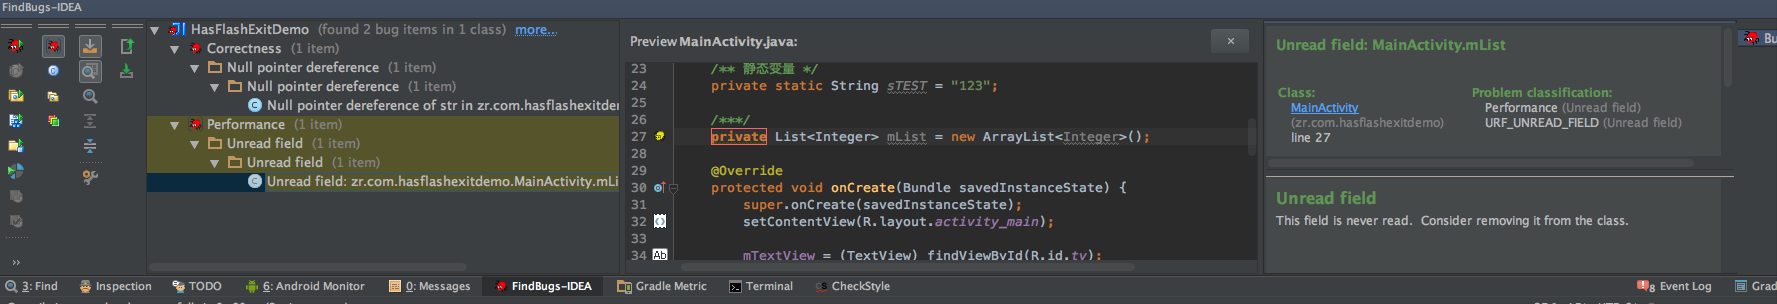 FindBugs-IDEA
HasFlashExitDemo (found 2 bug items in 1 class) more...
Correctness (1 item)
Null pointer dereference (1 item)
Null pointer dereference (1 item)
Null pointer dereference of str in zr.com.hasflashexitdem
Performance (1 item)
Unread field (1 item)
Unread field (1 item)
Unread field: zr.com.hasflashexitdemo.MainActivity.mLi
Preview MainActivity.java:
23 /** 静态变量 */
24 private static String sTEST = "123";
25
26 /***/
27 private List<Integer> mList = new ArrayList<Integer>();
28
29 @Override
30 protected void onCreate(Bundle savedInstanceState) {
31 super.onCreate(savedInstanceState);
32 setContentView(R.layout.activity_main);
33
34 mTextView = (TextView) findViewById(R.id.tv);
Unread field: MainActivity.mList
Class:
MainActivity
(zr.com.hasflashexitdemo)
line 27
Problem classification:
Performance (Unread field)
URF_UNREAD_FIELD (Unread field)
Unread field
This field is never read. Consider removing it from the class.
Bu
»
3: Find Inspection TODO 6: Android Monitor 0: Messages FindBugs-IDEA Gradle Metric Terminal CheckStyle 8 Event Log Grad